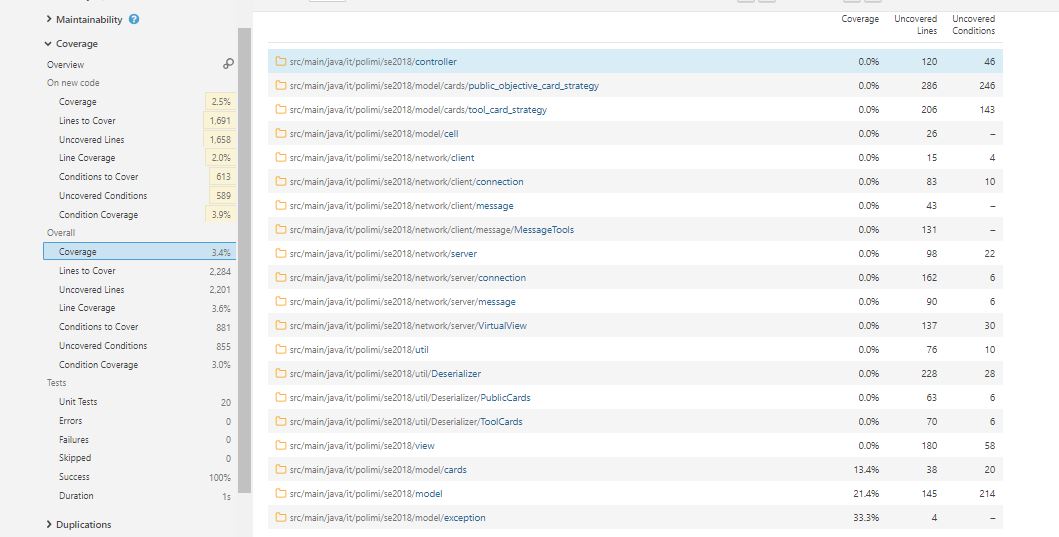 Maintainability ?
Coverage
Overview
On new code
Coverage 2.5%
Lines to Cover 1,691
Uncovered Lines 1,658
Line Coverage 2.0%
Conditions to Cover 613
Uncovered Conditions 589
Condition Coverage 3.9%
Overall
Coverage 3.4%
Lines to Cover 2,284
Uncovered Lines 2,201
Line Coverage 3.6%
Conditions to Cover 881
Uncovered Conditions 855
Condition Coverage 3.0%
Tests
Unit Tests 20
Errors 0
Failures 0
Skipped 0
Success 100%
Duration 1s
Duplications
Coverage Uncovered Lines Uncovered Conditions
src/main/java/it/polimi/se2018/controller 0.0% 120 46
src/main/java/it/polimi/se2018/model/cards/public_objective_card_strategy 0.0% 286 246
src/main/java/it/polimi/se2018/model/cards/tool_card_strategy 0.0% 206 143
src/main/java/it/polimi/se2018/model/cell 0.0% 26 –
src/main/java/it/polimi/se2018/network/client 0.0% 15 4
src/main/java/it/polimi/se2018/network/client/connection 0.0% 83 10
src/main/java/it/polimi/se2018/network/client/message 0.0% 43 –
src/main/java/it/polimi/se2018/network/client/message/MessageTools 0.0% 131 –
src/main/java/it/polimi/se2018/network/server 0.0% 98 22
src/main/java/it/polimi/se2018/network/server/connection 0.0% 162 6
src/main/java/it/polimi/se2018/network/server/message 0.0% 90 6
src/main/java/it/polimi/se2018/network/server/VirtualView 0.0% 137 30
src/main/java/it/polimi/se2018/util 0.0% 76 10
src/main/java/it/polimi/se2018/util/Deserializer 0.0% 228 28
src/main/java/it/polimi/se2018/util/Deserializer/PublicCards 0.0% 63 6
src/main/java/it/polimi/se2018/util/Deserializer/ToolCards 0.0% 70 6
src/main/java/it/polimi/se2018/view 0.0% 180 58
src/main/java/it/polimi/se2018/model/cards 13.4% 38 20
src/main/java/it/polimi/se2018/model 21.4% 145 214
src/main/java/it/polimi/se2018/model/exception 33.3% 4 –